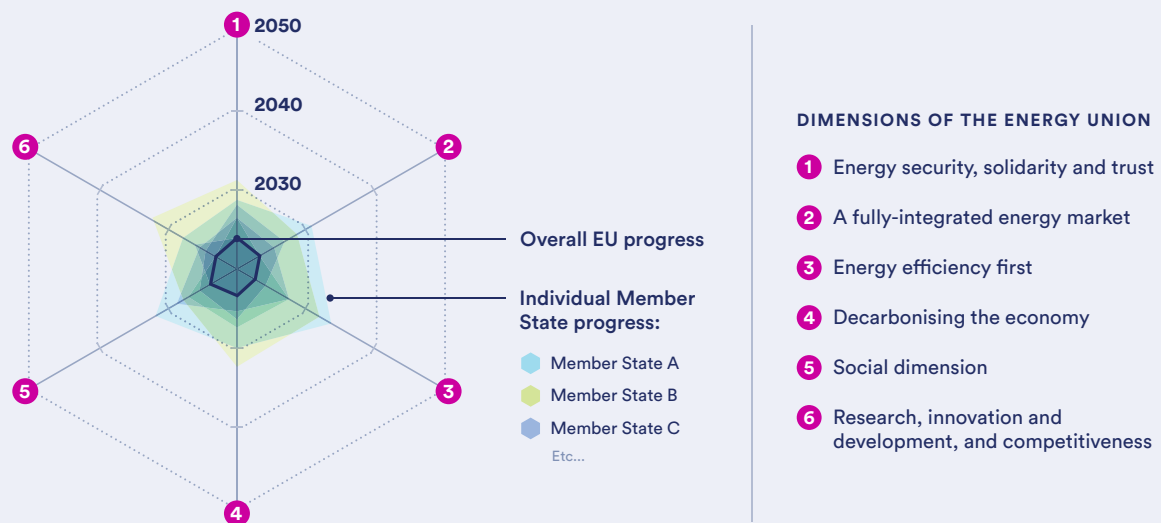 1 2050
2040
2030
6
2
5
3
4
Overall EU progress
Individual Member
State progress:
Member State A
Member State B
Member State C
Etc...
DIMENSIONS OF THE ENERGY UNION
1 Energy security, solidarity and trust
2 A fully-integrated energy market
3 Energy efficiency first
4 Decarbonising the economy
5 Social dimension
6 Research, innovation and
development, and competitiveness